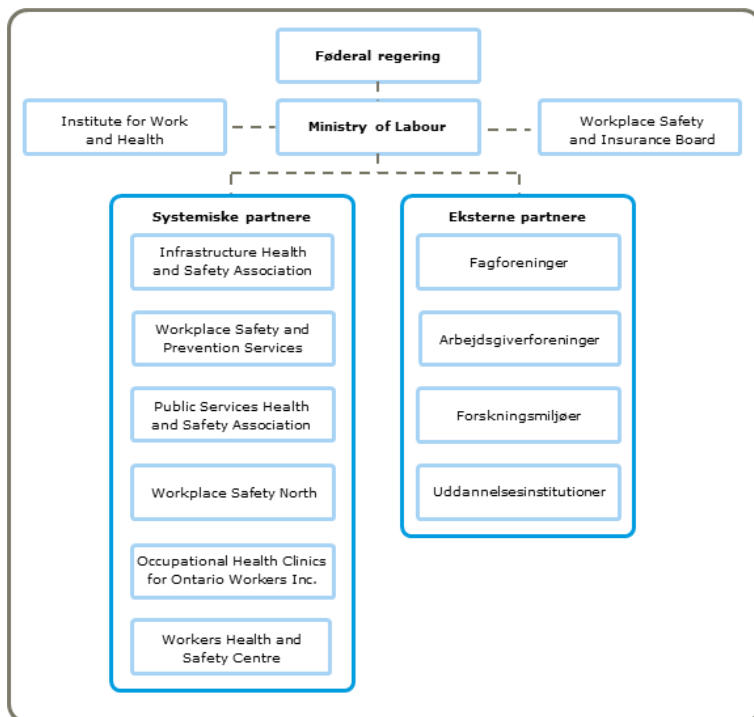 Føderal regering
Institute for Work
and Health
Ministry of Labour
Workplace Safety
and Insurance Board
Systemiske partnere
Infrastructure Health
and Safety Association
Workplace Safety and
Prevention Services
Public Services Health
and Safety Association
Workplace Safety North
Occupational Health Clinics
for Ontario Workers Inc.
Workers Health and
Safety Centre
Eksterne partnere
Fagforeninger
Arbejdsgiverforeninger
Forskningsmiljøer
Uddannelsesinstitutioner